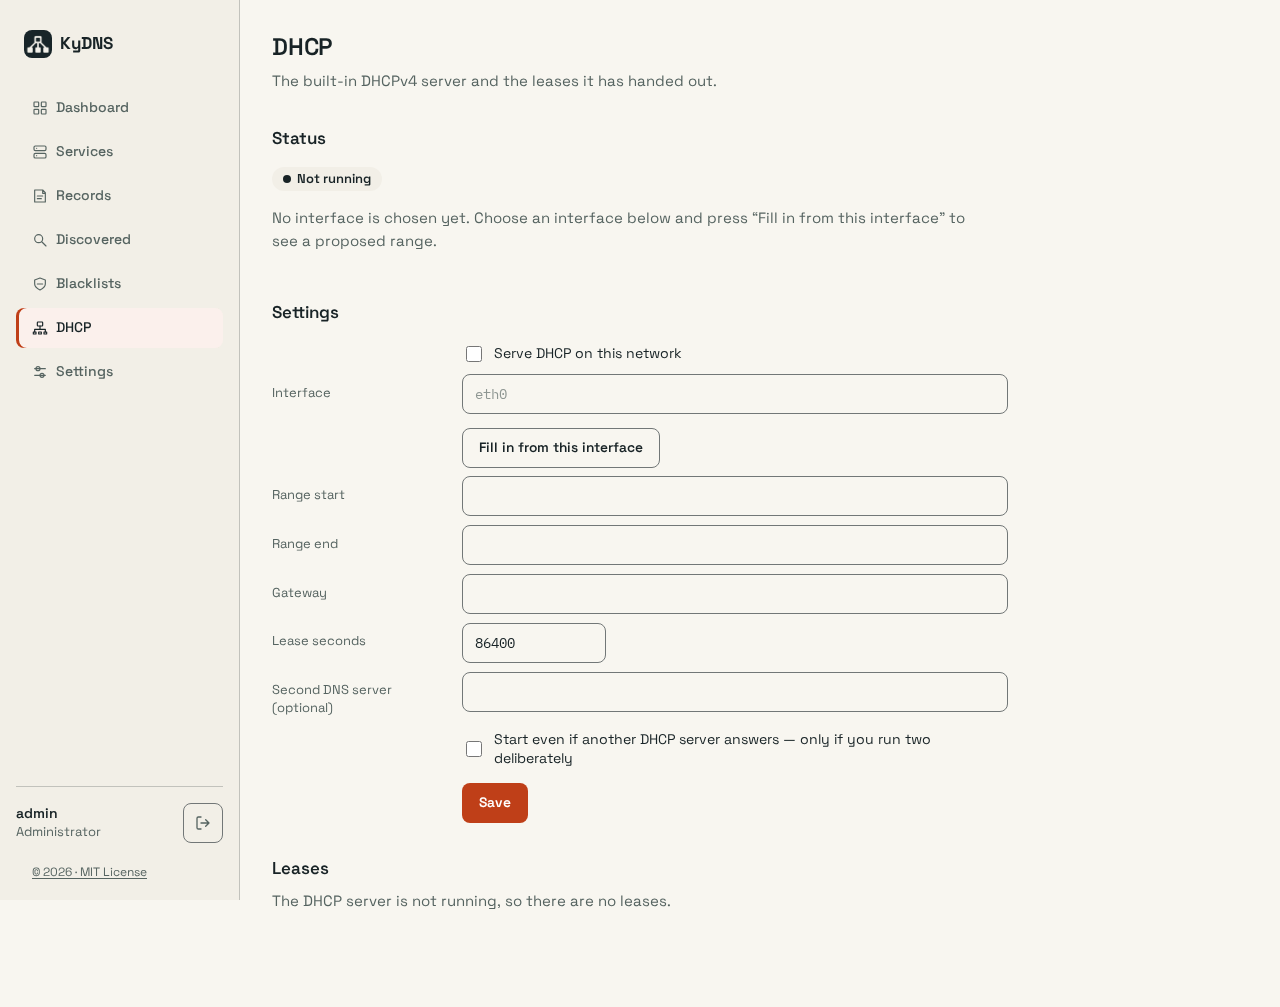 KyDNS
Dashboard
Services
Records
Discovered
Blacklists
DHCP
Settings
admin
Administrator
© 2026 · MIT License
DHCP
The built-in DHCPv4 server and the leases it has handed out.
Status
Not running
No interface is chosen yet. Choose an interface below and press “Fill in from this interface” to
see a proposed range.
Settings
Serve DHCP on this network
Interface
eth0
Fill in from this interface
Range start
Range end
Gateway
Lease seconds
86400
Second DNS server
(optional)
Start even if another DHCP server answers — only if you run two
deliberately
Save
Leases
The DHCP server is not running, so there are no leases.